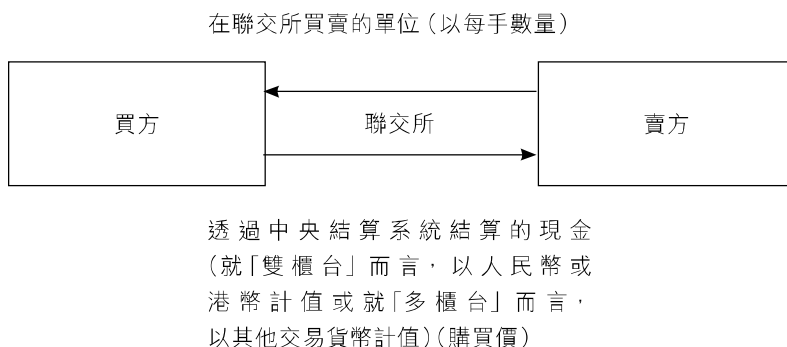 在聯交所買賣的單位（以每手數量）
買方
聯交所
賣方
透過中央結算系統結算的現金
（就「雙櫃台」而言，以人民幣或
港幣計值或就「多櫃台」而言，
以其他交易貨幣計值）（購買價）